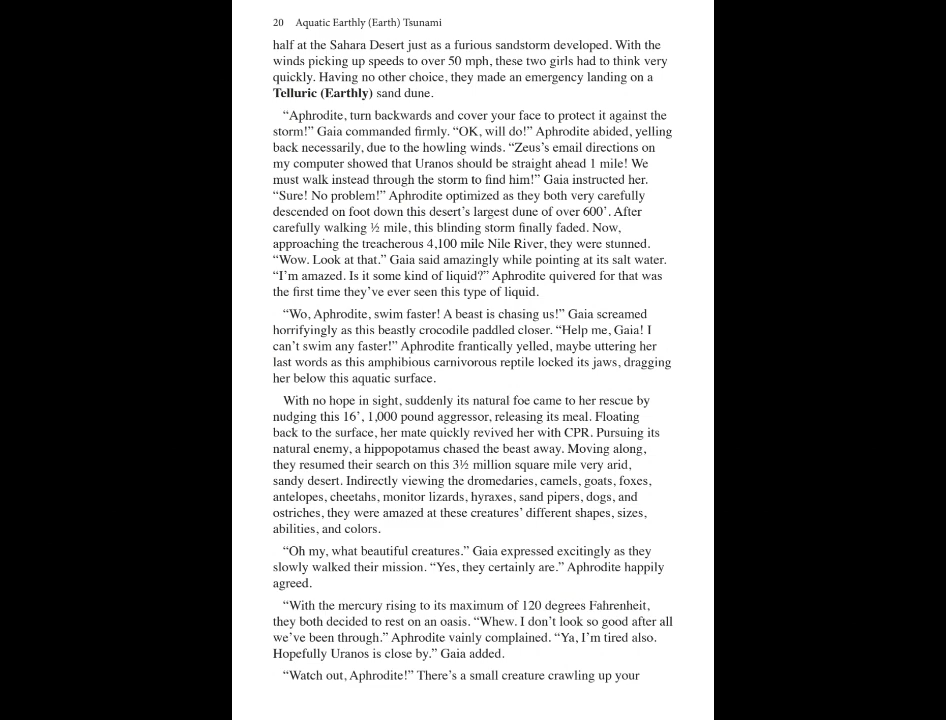 20 Aquatic Earthly (Earth) Tsunami
half at the Sahara Desert just as a furious sandstorm developed. With the
winds picking up speeds to over 50 mph, these two girls had to think very
quickly. Having no other choice, they made an emergency landing on a
Telluric (Earthly) sand dune.
“Aphrodite, turn backwards and cover your face to protect it against the
storm!” Gaia commanded firmly. “OK, will do!” Aphrodite abided, yelling
back necessarily, due to the howling winds. “Zeus’s email directions on
my computer showed that Uranos should be straight ahead 1 mile! We
must walk instead through the storm to find him!” Gaia instructed her.
“Sure! No problem!” Aphrodite optimized as they both very carefully
descended on foot down this desert’s largest dune of over 600’. After
carefully walking ½ mile, this blinding storm finally faded. Now,
approaching the treacherous 4,100 mile Nile River, they were stunned.
“Wow. Look at that.” Gaia said amazingly while pointing at its salt water.
“I’m amazed. Is it some kind of liquid?” Aphrodite quivered for that was
the first time they’ve ever seen this type of liquid.
“Wo, Aphrodite, swim faster! A beast is chasing us!” Gaia screamed
horrifyingly as this beastly crocodile paddled closer. “Help me, Gaia! I
can’t swim any faster!” Aphrodite frantically yelled, maybe uttering her
last words as this amphibious carnivorous reptile locked its jaws, dragging
her below this aquatic surface.
With no hope in sight, suddenly its natural foe came to her rescue by
nudging this 16’, 1,000 pound aggressor, releasing its meal. Floating
back to the surface, her mate quickly revived her with CPR. Pursuing its
natural enemy, a hippopotamus chased the beast away. Moving along,
they resumed their search on this 3½ million square mile very arid,
sandy desert. Indirectly viewing the dromedaries, camels, goats, foxes,
antelopes, cheetahs, monitor lizards, hyraxes, sand pipers, dogs, and
ostriches, they were amazed at these creatures’ different shapes, sizes,
abilities, and colors.
“Oh my, what beautiful creatures.” Gaia expressed excitingly as they
slowly walked their mission. “Yes, they certainly are.” Aphrodite happily
agreed.
“With the mercury rising to its maximum of 120 degrees Fahrenheit,
they both decided to rest on an oasis. “Whew. I don’t look so good after all
we’ve been through.” Aphrodite vainly complained. “Ya, I’m tired also.
Hopefully Uranos is close by.” Gaia added.
“Watch out, Aphrodite!” There’s a small creature crawling up your